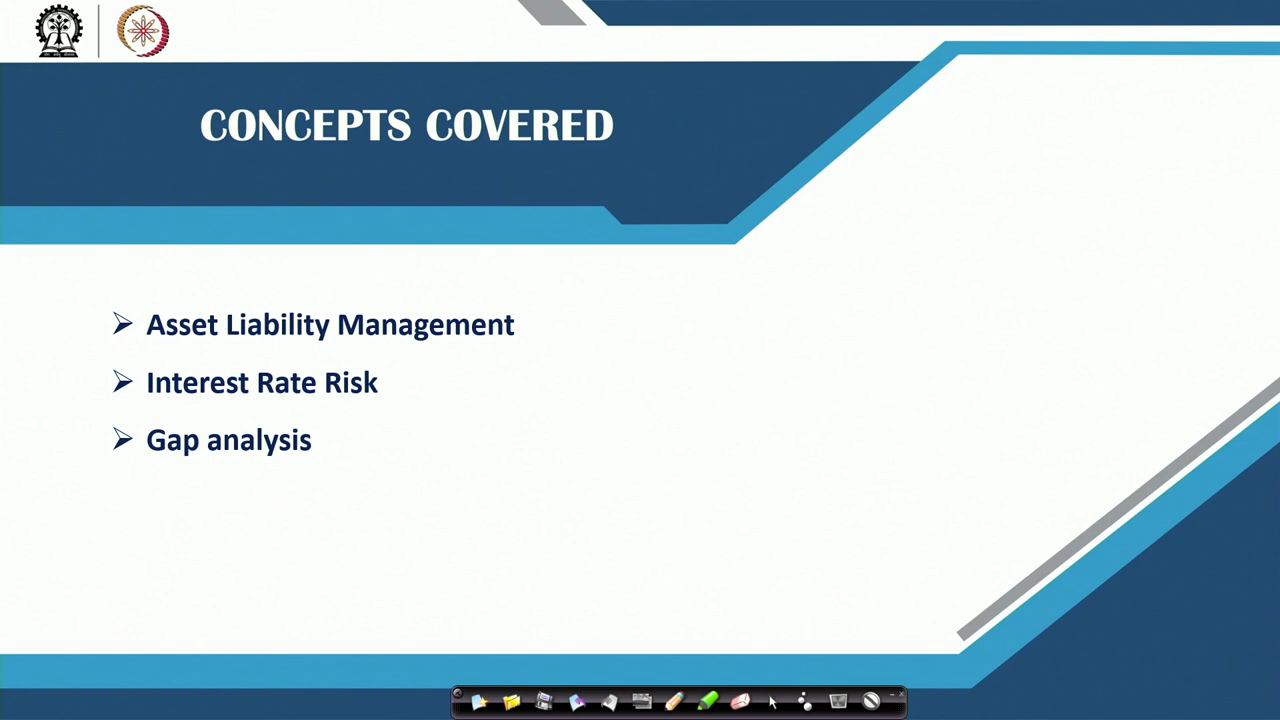 CONCEPTS COVERED
Asset Liability Management
Interest Rate Risk
Gap analysis